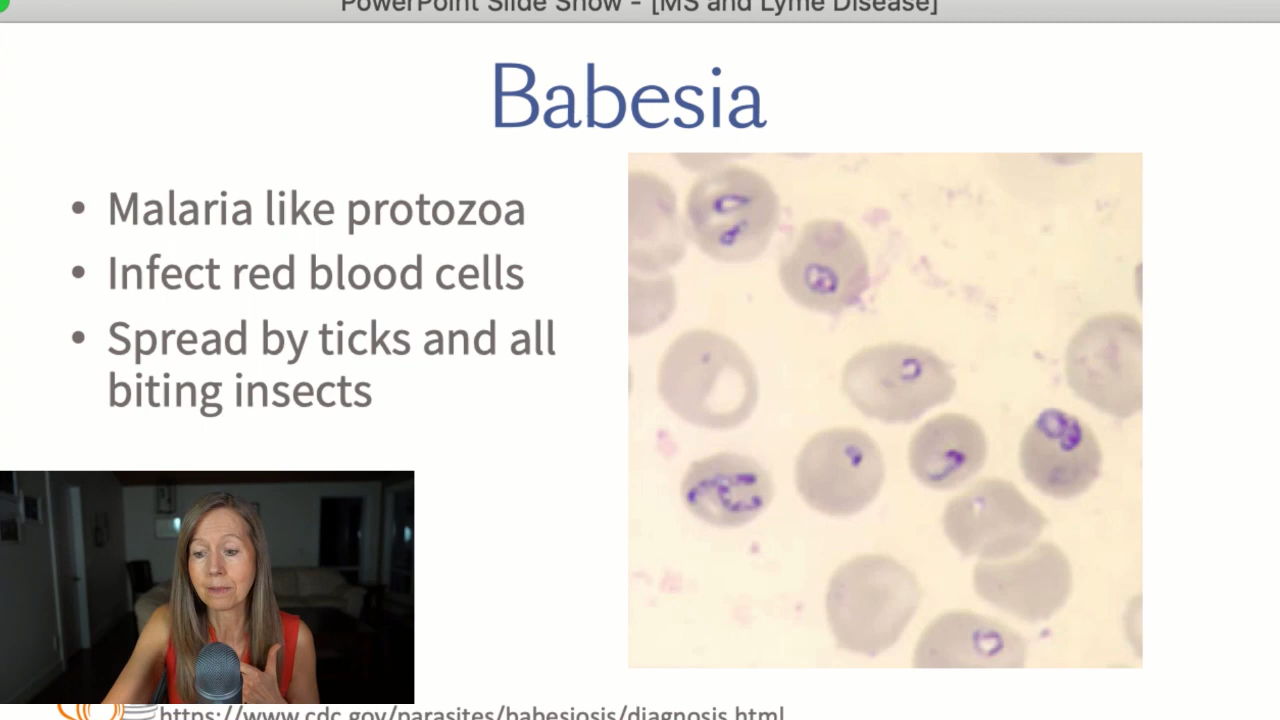 PowerPoint Slide Show - [MS and Lyme Disease]
Babesia
• Malaria like protozoa
• Infect red blood cells
• Spread by ticks and all
biting insects
https://www.cdc.gov/parasites/babesiosis/diagnosis.html